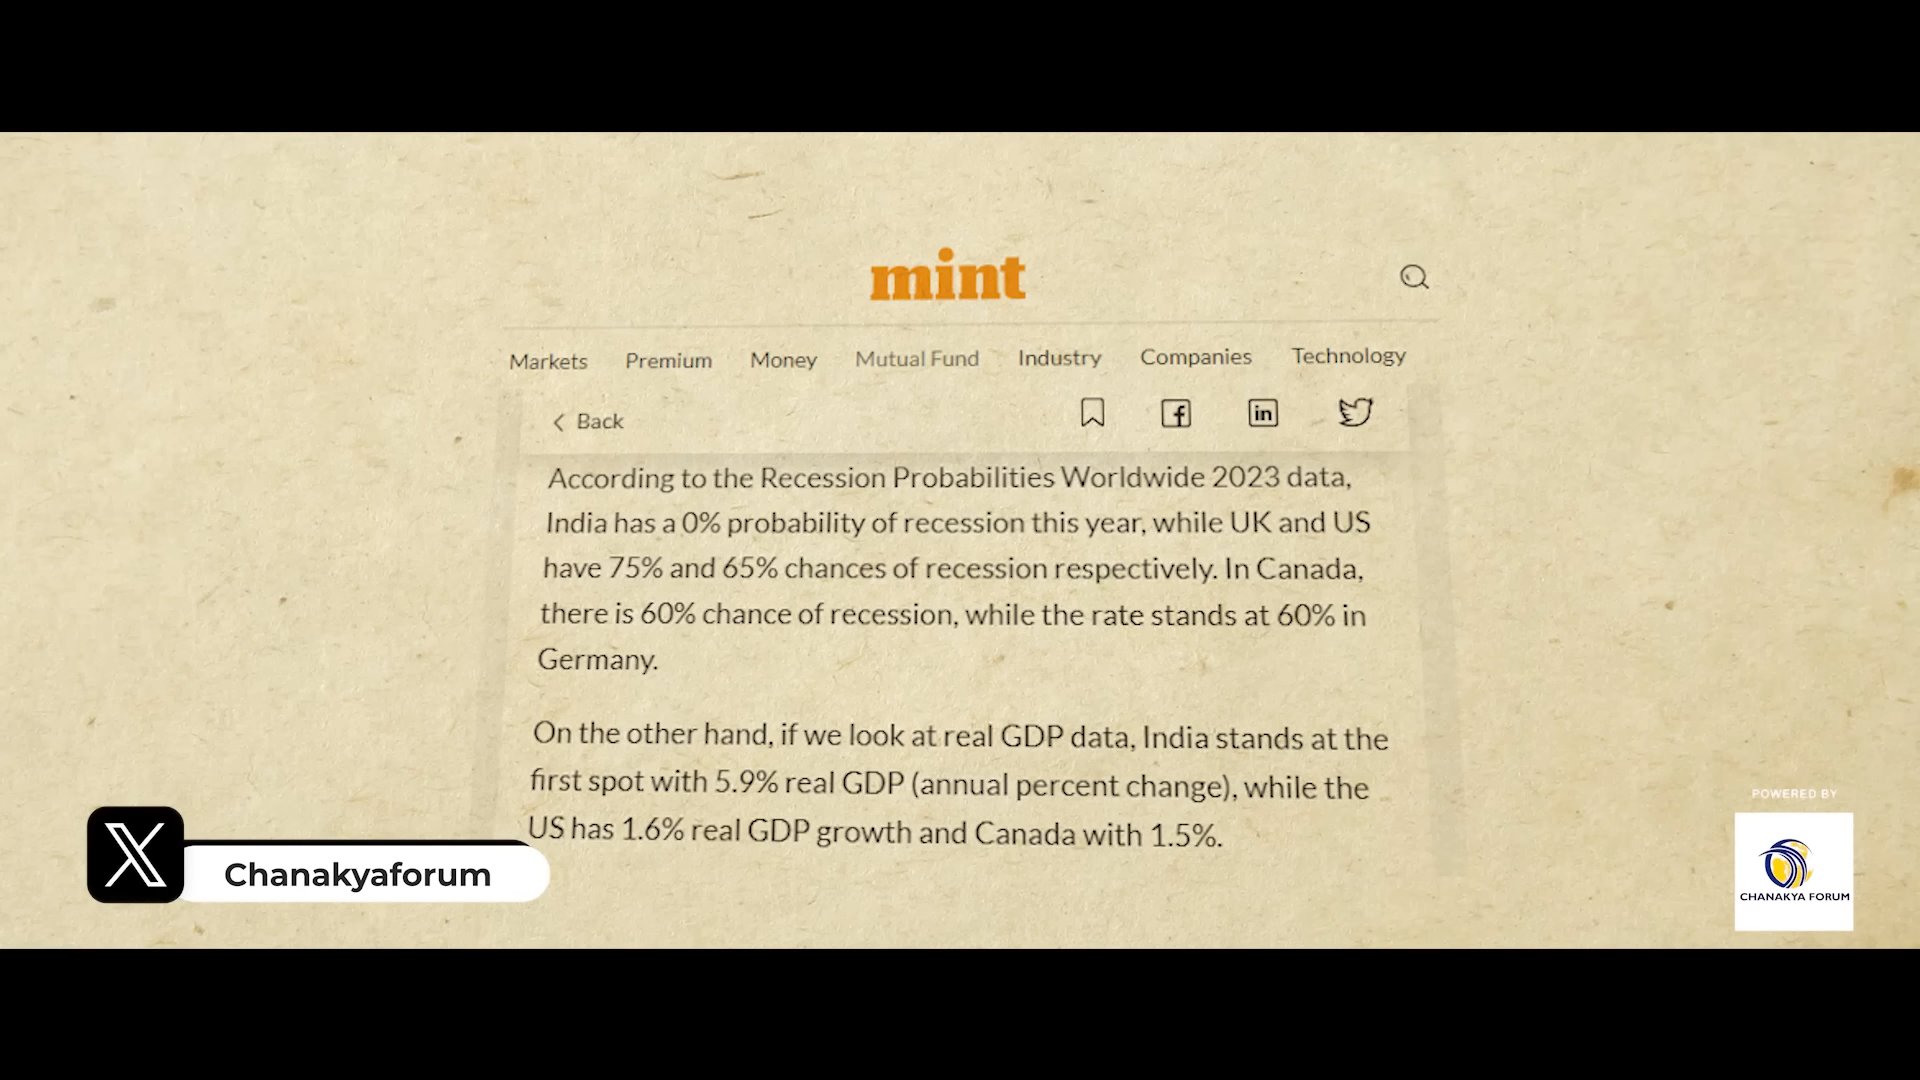 mint
Markets Premium Money Mutual Fund Industry Companies Technology
Back
According to the Recession Probabilities Worldwide 2023 data,
India has a 0% probability of recession this year, while UK and US
have 75% and 65% chances of recession respectively. In Canada,
there is 60% chance of recession, while the rate stands at 60% in
Germany.
On the other hand, if we look at real GDP data, India stands at the
first spot with 5.9% real GDP (annual percent change), while the
US has 1.6% real GDP growth and Canada with 1.5%.
Chanakyaforum
POWERED BY
CHANAKYA FORUM